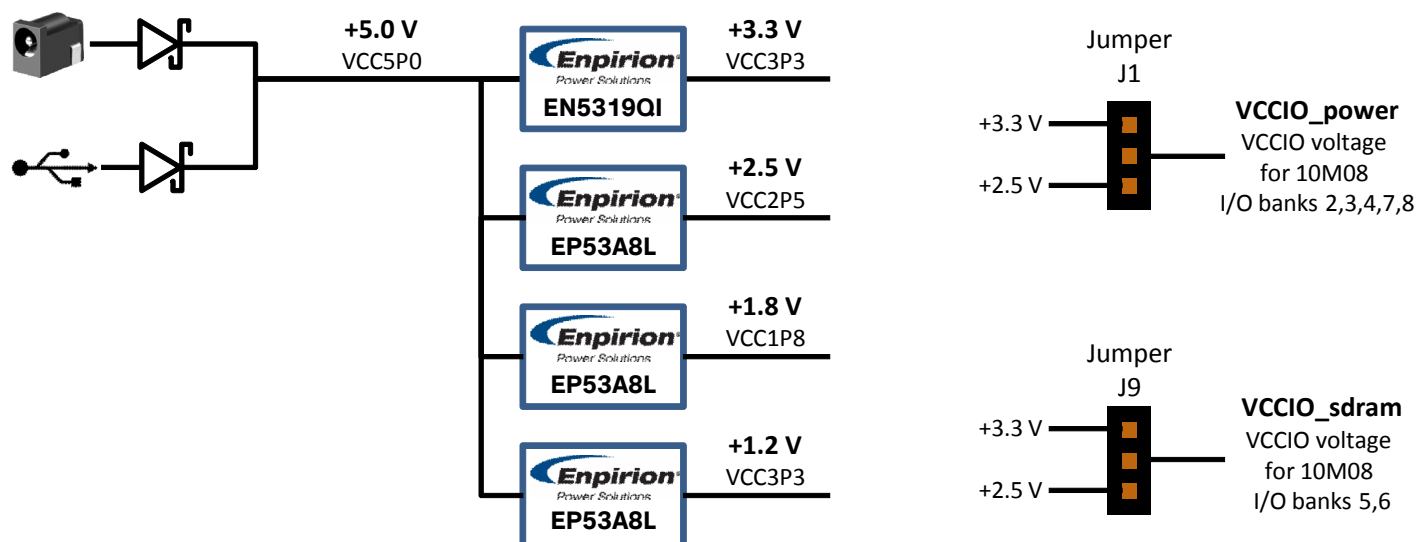 +5.0 V
VCC5P0
Enpirion
Power Solutions
EN5319QI
+3.3 V
VCC3P3
Enpirion
Power Solutions
EP53A8L
+2.5 V
VCC2P5
Enpirion
Power Solutions
EP53A8L
+1.8 V
VCC1P8
Enpirion
Power Solutions
EP53A8L
+1.2 V
VCC3P3
Jumper
J1
+3.3 V
+2.5 V
VCCIO_power
VCCIO voltage
for 10M08
I/O banks 2,3,4,7,8
Jumper
J9
+3.3 V
+2.5 V
VCCIO_sdram
VCCIO voltage
for 10M08
I/O banks 5,6